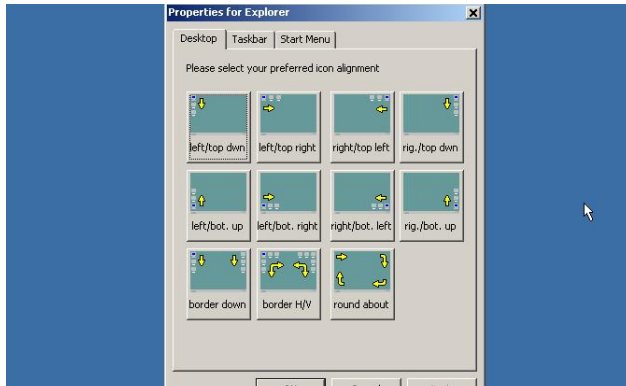 Properties for Explorer
Desktop Taskbar Start Menu
Please select your preferred icon alignment
left/top dwn left/top right right/top left rig./top dwn
left/bot. up left/bot. right right/bot. left rig./bot. up
border down border H/V round about